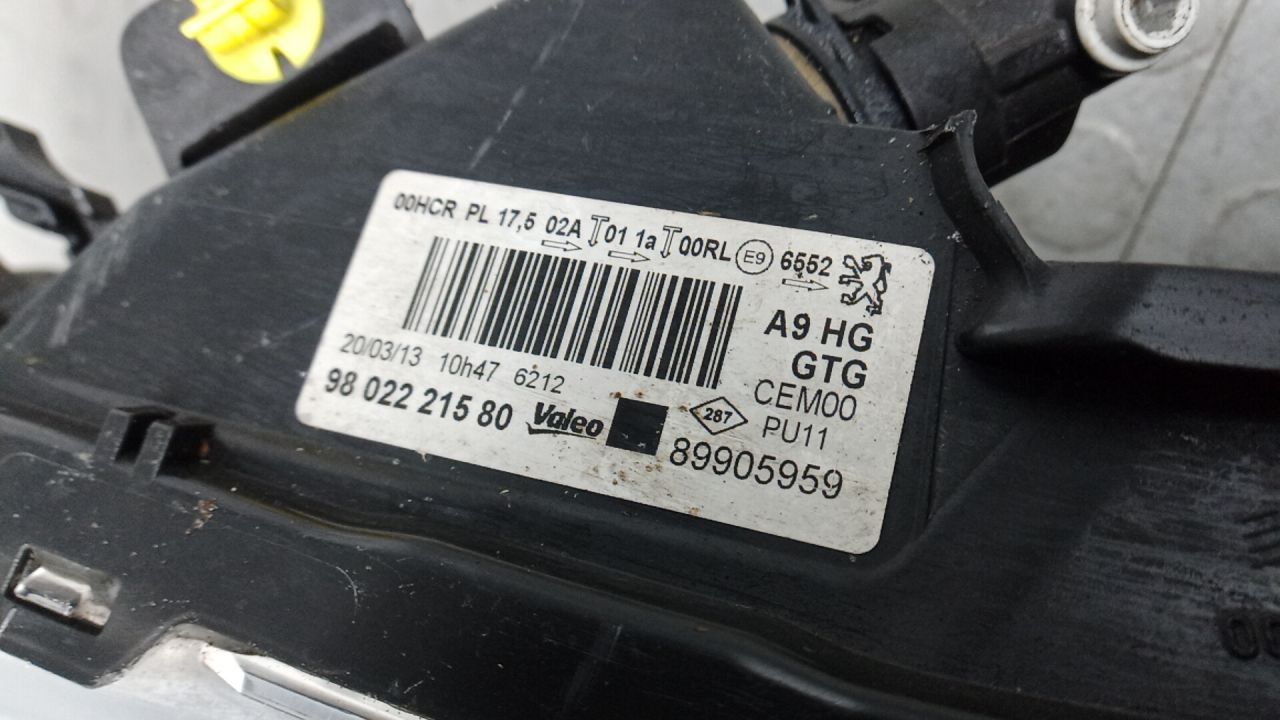 00HCR PL 17,5 02A 01 1a 00RL E9 6552
A9 HG
GTG
CEM00
PU11
20/03/13 10h47 6212
98 022 215 80 Valeo 287
89905959